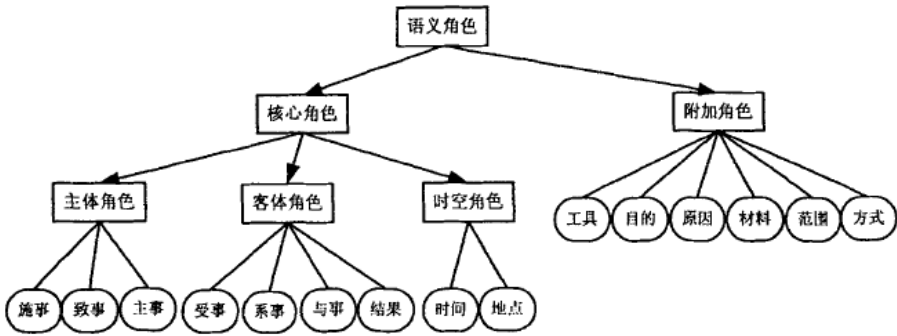 语义角色
核心角色
附加角色
主体角色
客体角色
时空角色
工具
目的
原因
材料
范围
方式
施事
致事
主事
受事
系事
与事
结果
时间
地点